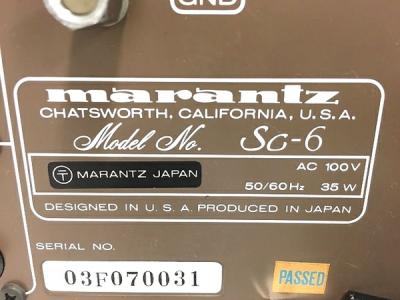 GND
marantz
CHATSWORTH, CALIFORNIA, U.S.A.
Model No. Sc-6
AC 100V
T MARANTZ JAPAN
50/60Hz 35W
DESIGNED IN U.S.A. PRODUCED IN JAPAN
SERIAL NO.
03F070031
PASSED